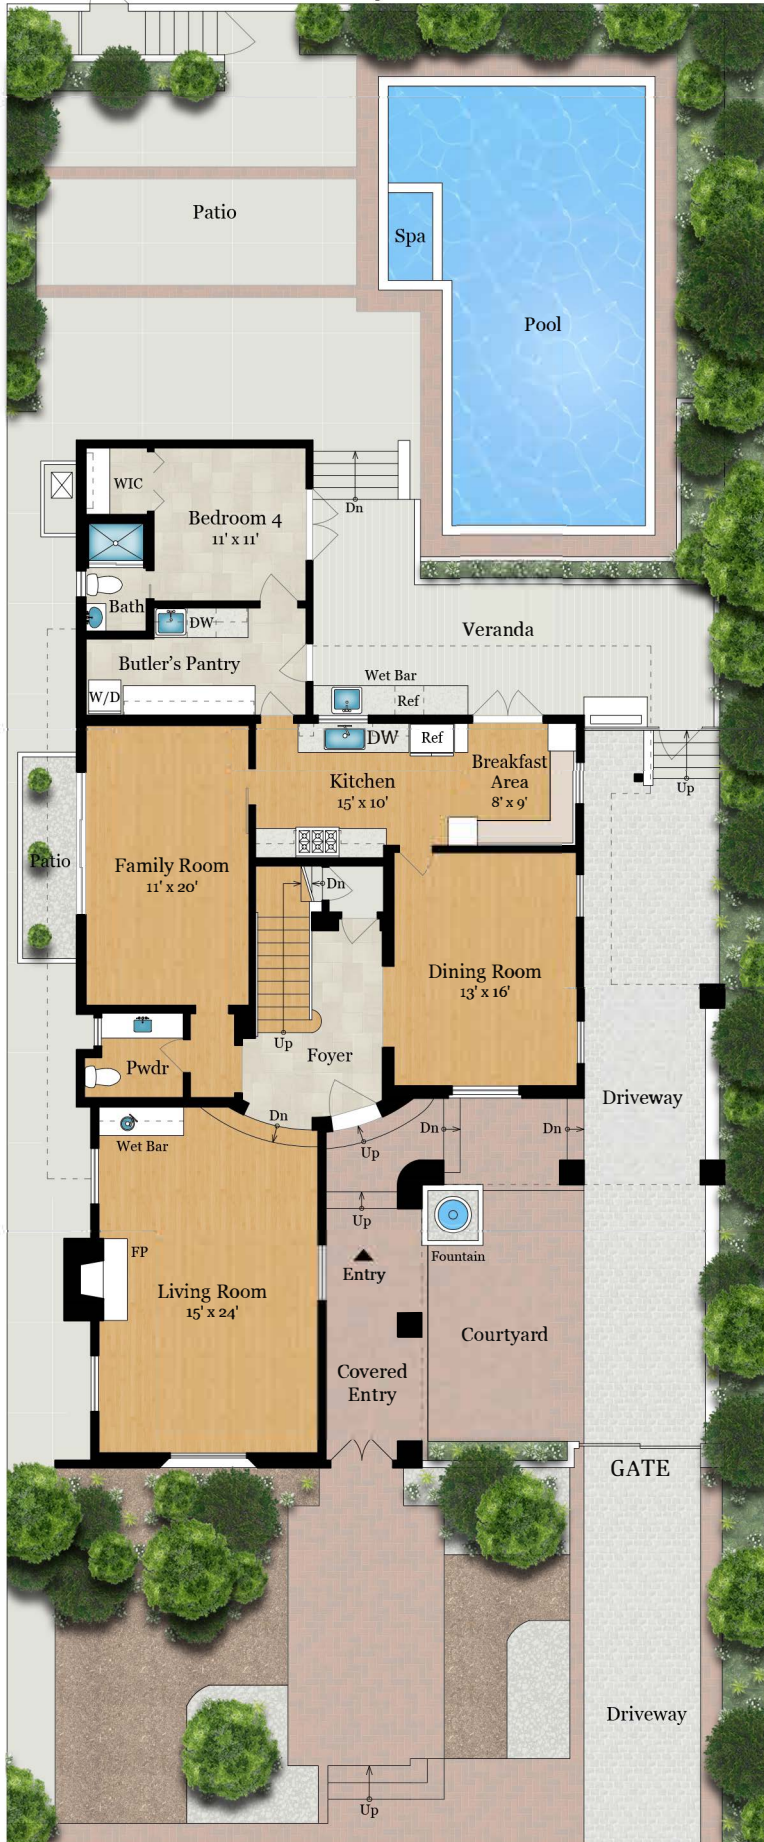 Patio
Spa
Pool
WIC
Dn
Bedroom 4
11' x 11'
Bath
DW
Veranda
Butler's Pantry
Wet Bar
W/D
Ref
DW
Ref
Breakfast
Area
8' x 9'
Kitchen
15' x 10'
Up
Patio
Family Room
11' x 20'
Dn
Dining Room
13' x 16'
Up
Foyer
Pwdr
Driveway
Dn
Wet Bar
Up
Dn
Dn
Up
FP
Fountain
Entry
Living Room
15' x 24'
Courtyard
Covered
Entry
GATE
Driveway
Up